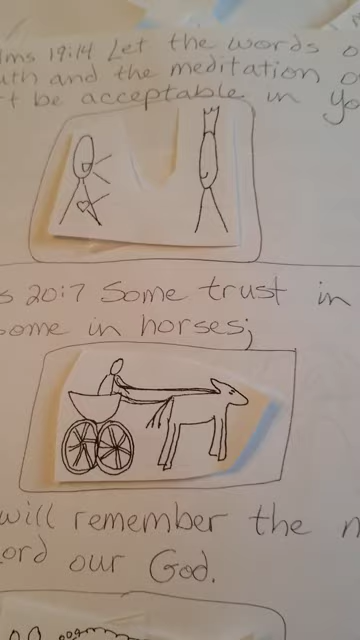 lms 19:14 Let the words o
uth and the meditation o
rt be acceptable in yo
s 20:7 Some trust in
some in horses;
will remember the n
ord our God.